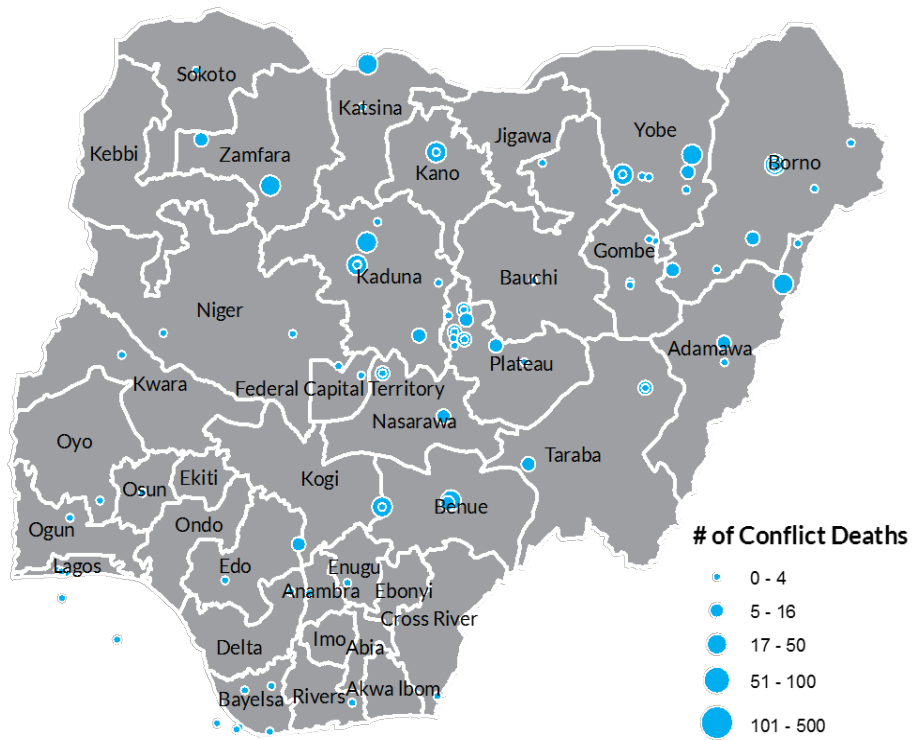 Sokoto
Katsina
Jigawa
Yobe
Kebbi
Zamfara
Kano
Borno
Gombe
Kaduna
Bauchi
Niger
Adamawa
Plateau
Kwara
Federal Capital Territory
Nasarawa
Oyo
Taraba
Kogi
Ekiti
Osun
Benue
Ogun
Ondo
# of Conflict Deaths
Lagos
Edo
Enugu
0 - 4
Anambra
Ebonyi
5 - 16
Cross River
Imo
Delta
Abia
17 - 50
51 - 100
Akwa Ibom
Bayelsa
Rivers
101 - 500